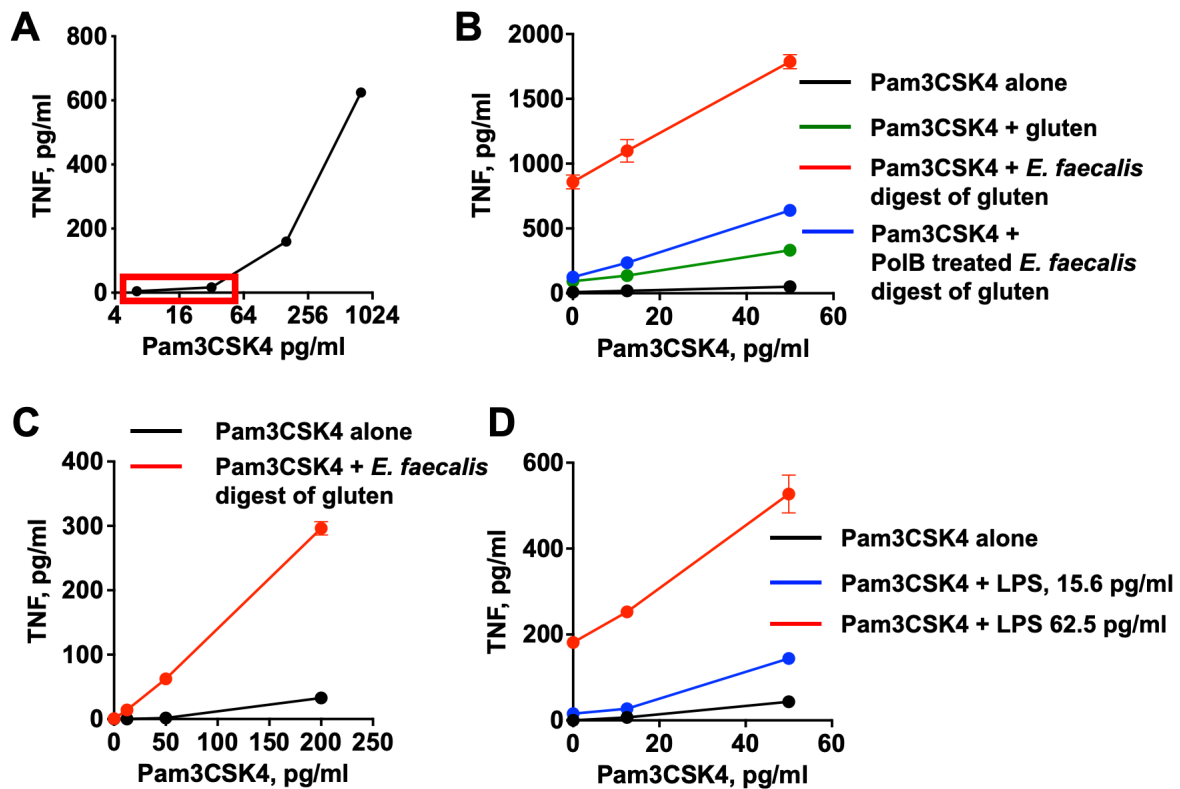 A
TNF, pg/ml
800
600
400
200
0
4 16 64 256 1024
Pam3CSK4 pg/ml
B
TNF, pg/ml
2000
1500
1000
500
0
0 20 40 60
Pam3CSK4, pg/ml
Pam3CSK4 alone
Pam3CSK4 + gluten
Pam3CSK4 + E. faecalis
digest of gluten
Pam3CSK4 +
PolB treated E. faecalis
digest of gluten
C
Pam3CSK4 alone
Pam3CSK4 + E. faecalis
digest of gluten
TNF, pg/ml
400
300
200
100
0
0 50 100 150 200 250
Pam3CSK4, pg/ml
D
TNF, pg/ml
600
400
200
0
0 20 40 60
Pam3CSK4, pg/ml
Pam3CSK4 alone
Pam3CSK4 + LPS, 15.6 pg/ml
Pam3CSK4 + LPS 62.5 pg/ml